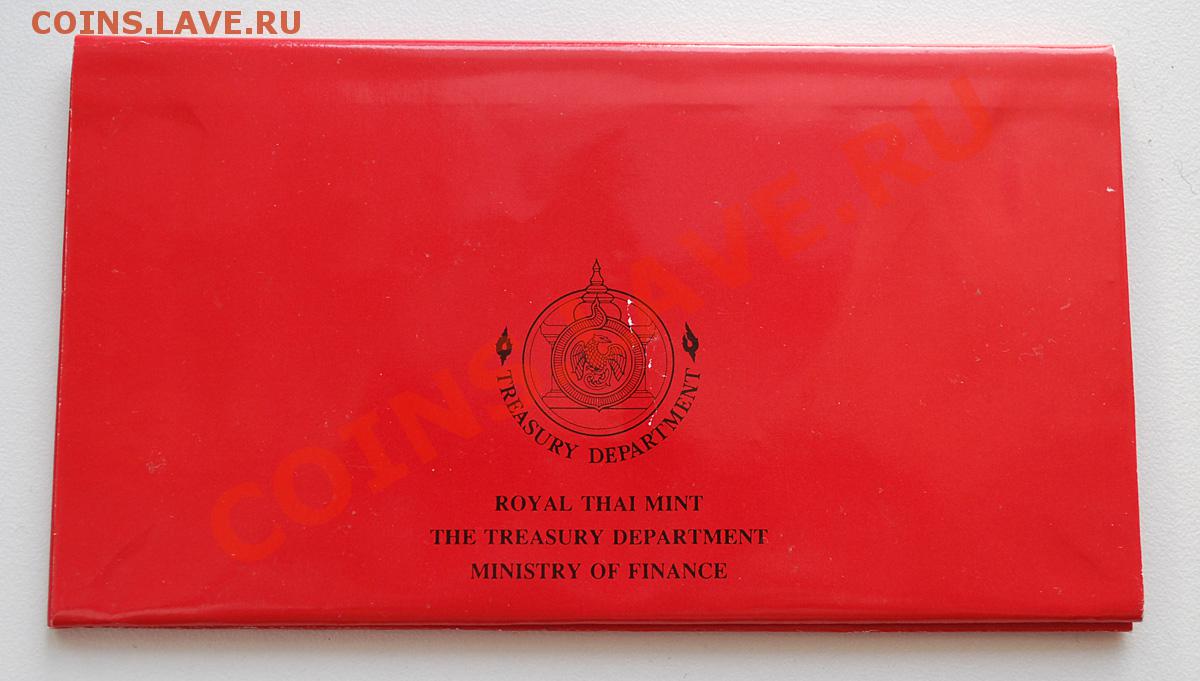 COINS.LAVE.RU
COINS.LAVE.RU
TREASURY DEPARTMENT
ROYAL THAI MINT
THE TREASURY DEPARTMENT
MINISTRY OF FINANCE